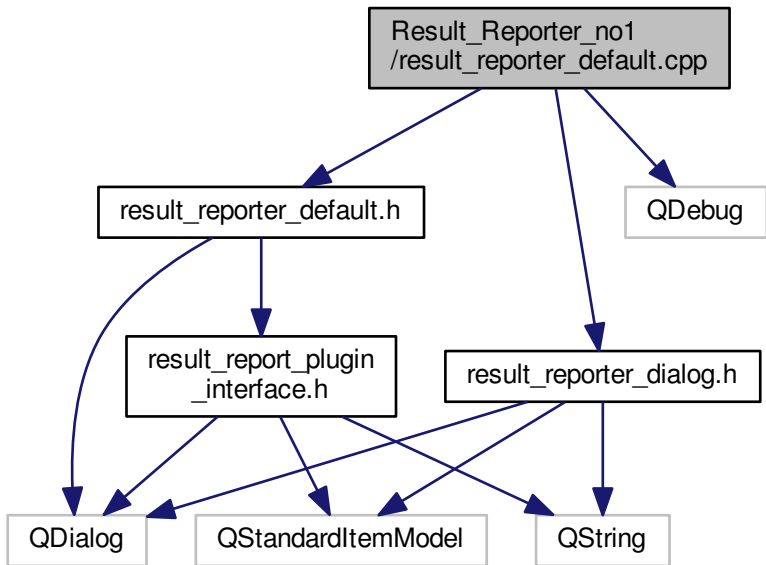 Result_Reporter_no1
/result_reporter_default.cpp
result_reporter_default.h
QDebug
result_report_plugin
_interface.h
result_reporter_dialog.h
QDialog
QStandardItemModel
QString